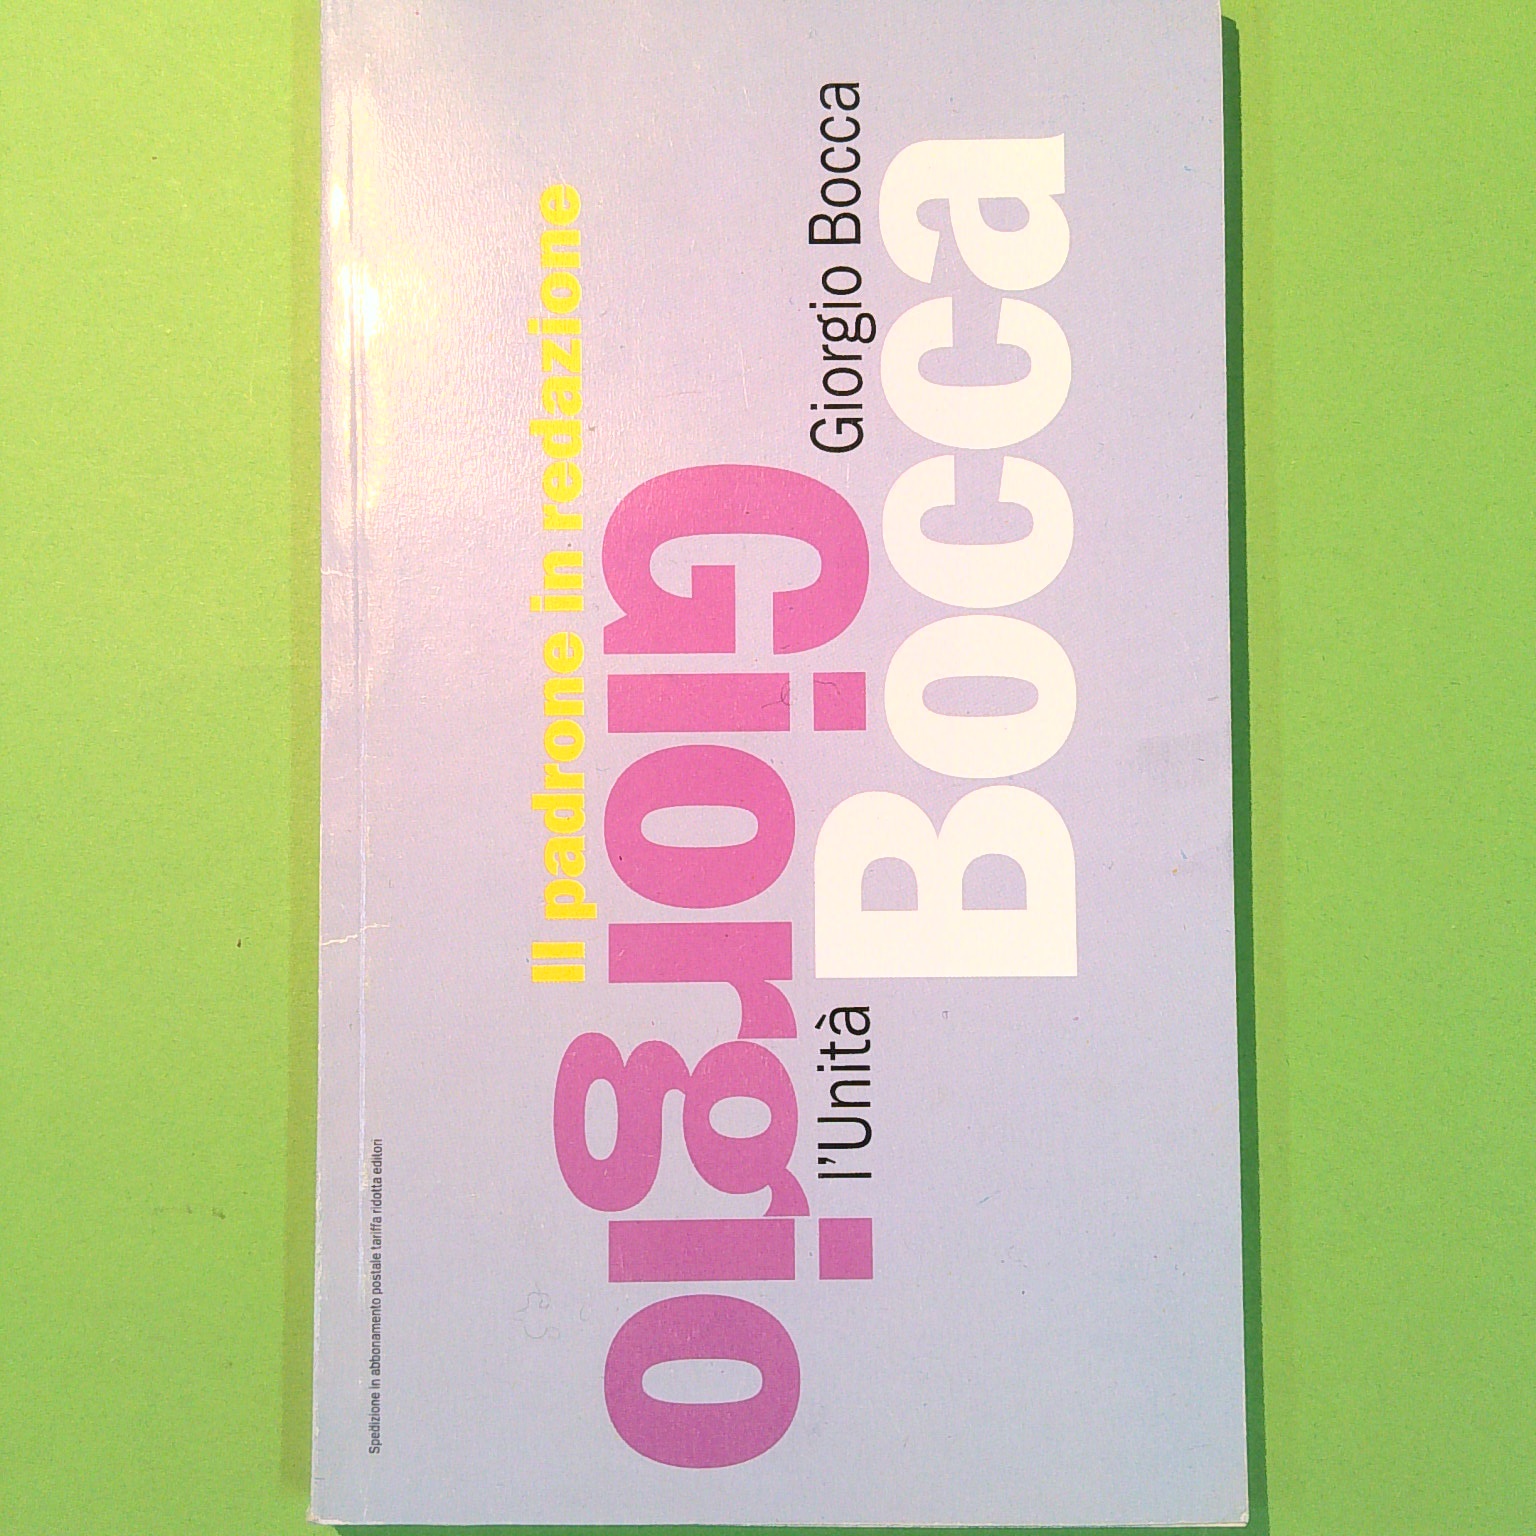 Spedizione in abbonamento postale tariffa ridotta editori
Il padrone in redazione
Giorgio
l'Unità
Giorgio Bocca
Bocca